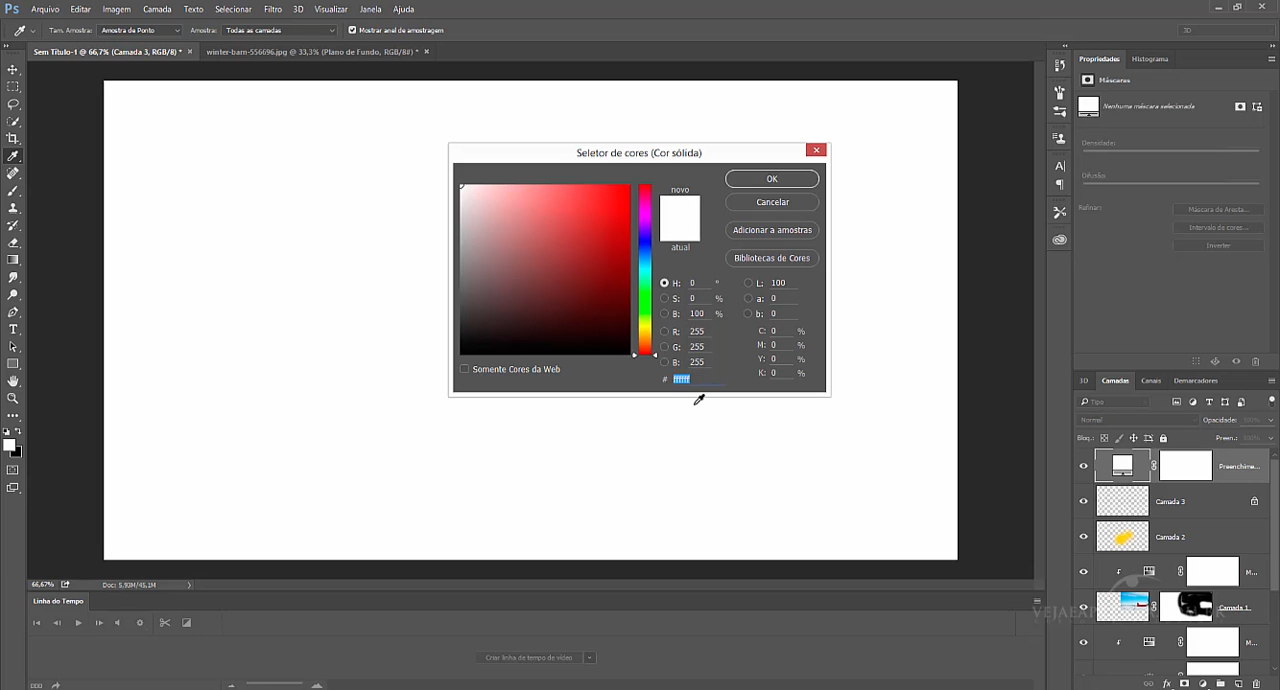 Ps Arquivo Editar Imagem Camada Texto Selecionar Filtro 3D Visualizar Janela Ajuda
Tam. Amostra: Amostra de Ponto Amostra: Todas as camadas Mostrar anel de amostragem 3D
Sem Título-1 @ 66,7% (Camada 3, RGB/8) * × winter-barn-556696.jpg @ 33,3% (Plano de Fundo, RGB/8#) * ×
Propriedades Histograma
Máscaras
Nenhuma máscara selecionada
Densidade:
Difusão:
Refinar: Máscara de Aresta...
Intervalo de cores...
Inverter
Seletor de cores (Cor sólida)
novo
atual
OK
Cancelar
Adicionar a amostras
Bibliotecas de Cores
H: 0 º
S: 0 %
B: 100 %
R: 255
G: 255
B: 255
# ffffff
L: 100
a: 0
b: 0
C: 0 %
M: 0 %
Y: 0 %
K: 0 %
Somente Cores da Web
3D Camadas Canais Demarcadores
Tipo
Normal Opacidade: 100%
Bloq.: Preen.: 100%
Preenchime...
Camada 3
Camada 2
M...
Camada 1
M...
66,67% Doc: 5,93M/45,1M
Linha do Tempo
Criar linha de tempo de vídeo